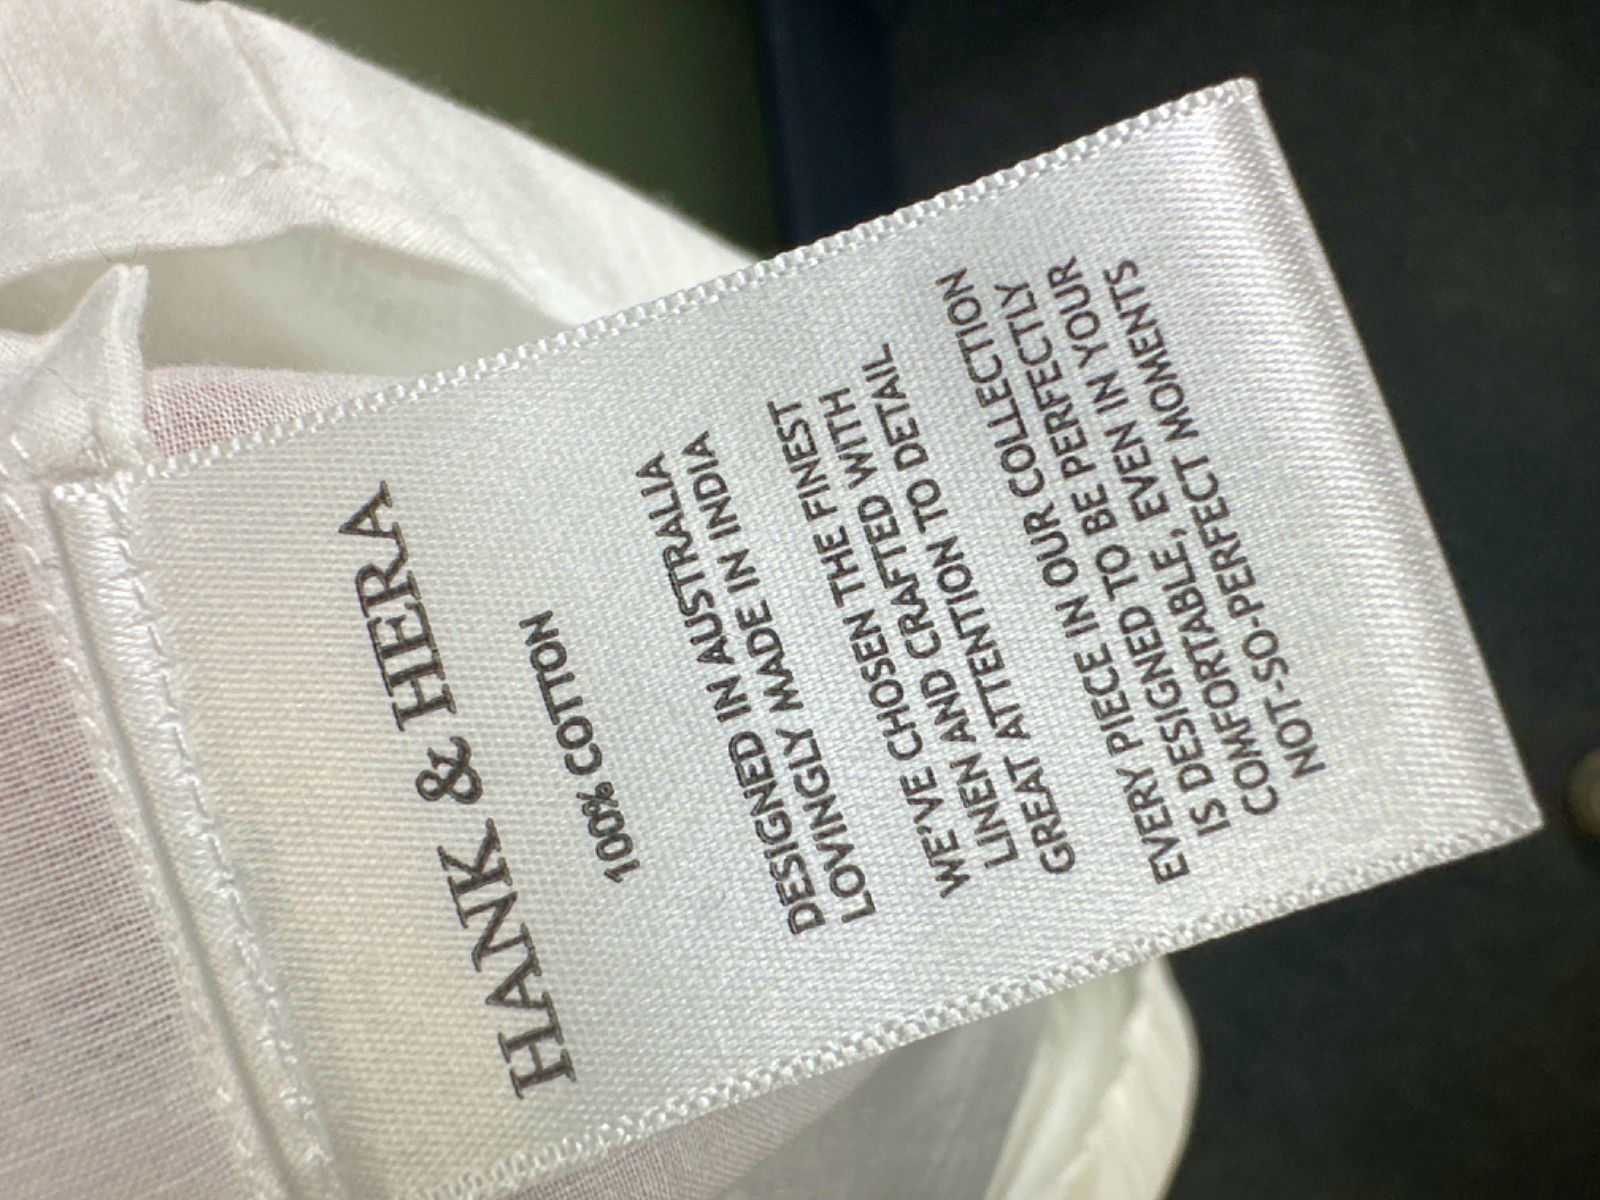 HANK & HERA
100% COTTON
DESIGNED IN AUSTRALIA
LOVINGLY MADE IN INDIA
WE'VE CHOSEN THE FINEST
LINEN AND CRAFTED WITH
GREAT ATTENTION TO DETAIL
EVERY PIECE IN OUR COLLECTION
IS DESIGNED TO BE PERFECTLY
COMFORTABLE, EVEN IN YOUR
NOT-SO-PERFECT MOMENTS